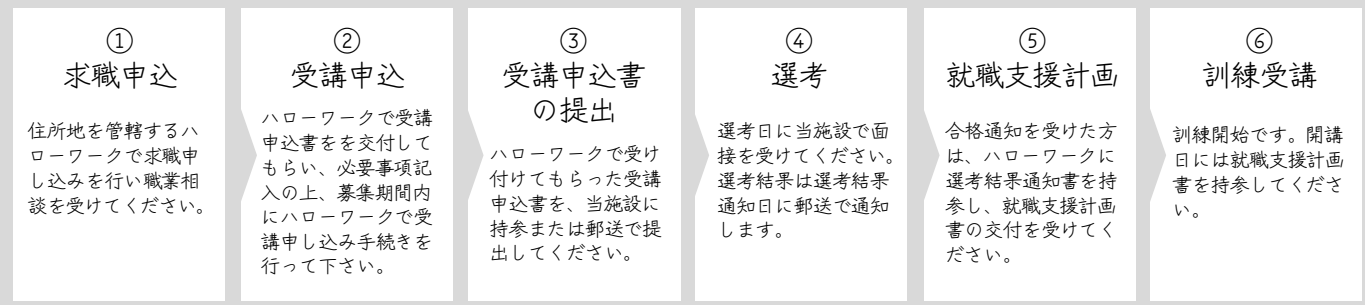 ①
求職申込
住所地を管轄するハ
ローワークで求職申
し込みを行い職業相
談を受けてください。
②
受講申込
ハローワークで受講
申込書をを交付して
もらい、必要事項記
入の上、募集期間内
にハローワークで受
講申し込み手続きを
行って下さい。
③
受講申込書
の提出
ハローワークで受け
付けてもらった受講
申込書を、当施設に
持参または郵送で提
出してください。
④
選考
選考日に当施設で面
接を受けてください。
選考結果は選考結果
通知日に郵送で通知
します。
⑤
就職支援計画
合格通知を受けた方
は、ハローワークに
選考結果通知書を持
参し、就職支援計画
書の交付を受けてく
ださい。
⑥
訓練受講
訓練開始です。開講
日には就職支援計画
書を持参してくださ
い。